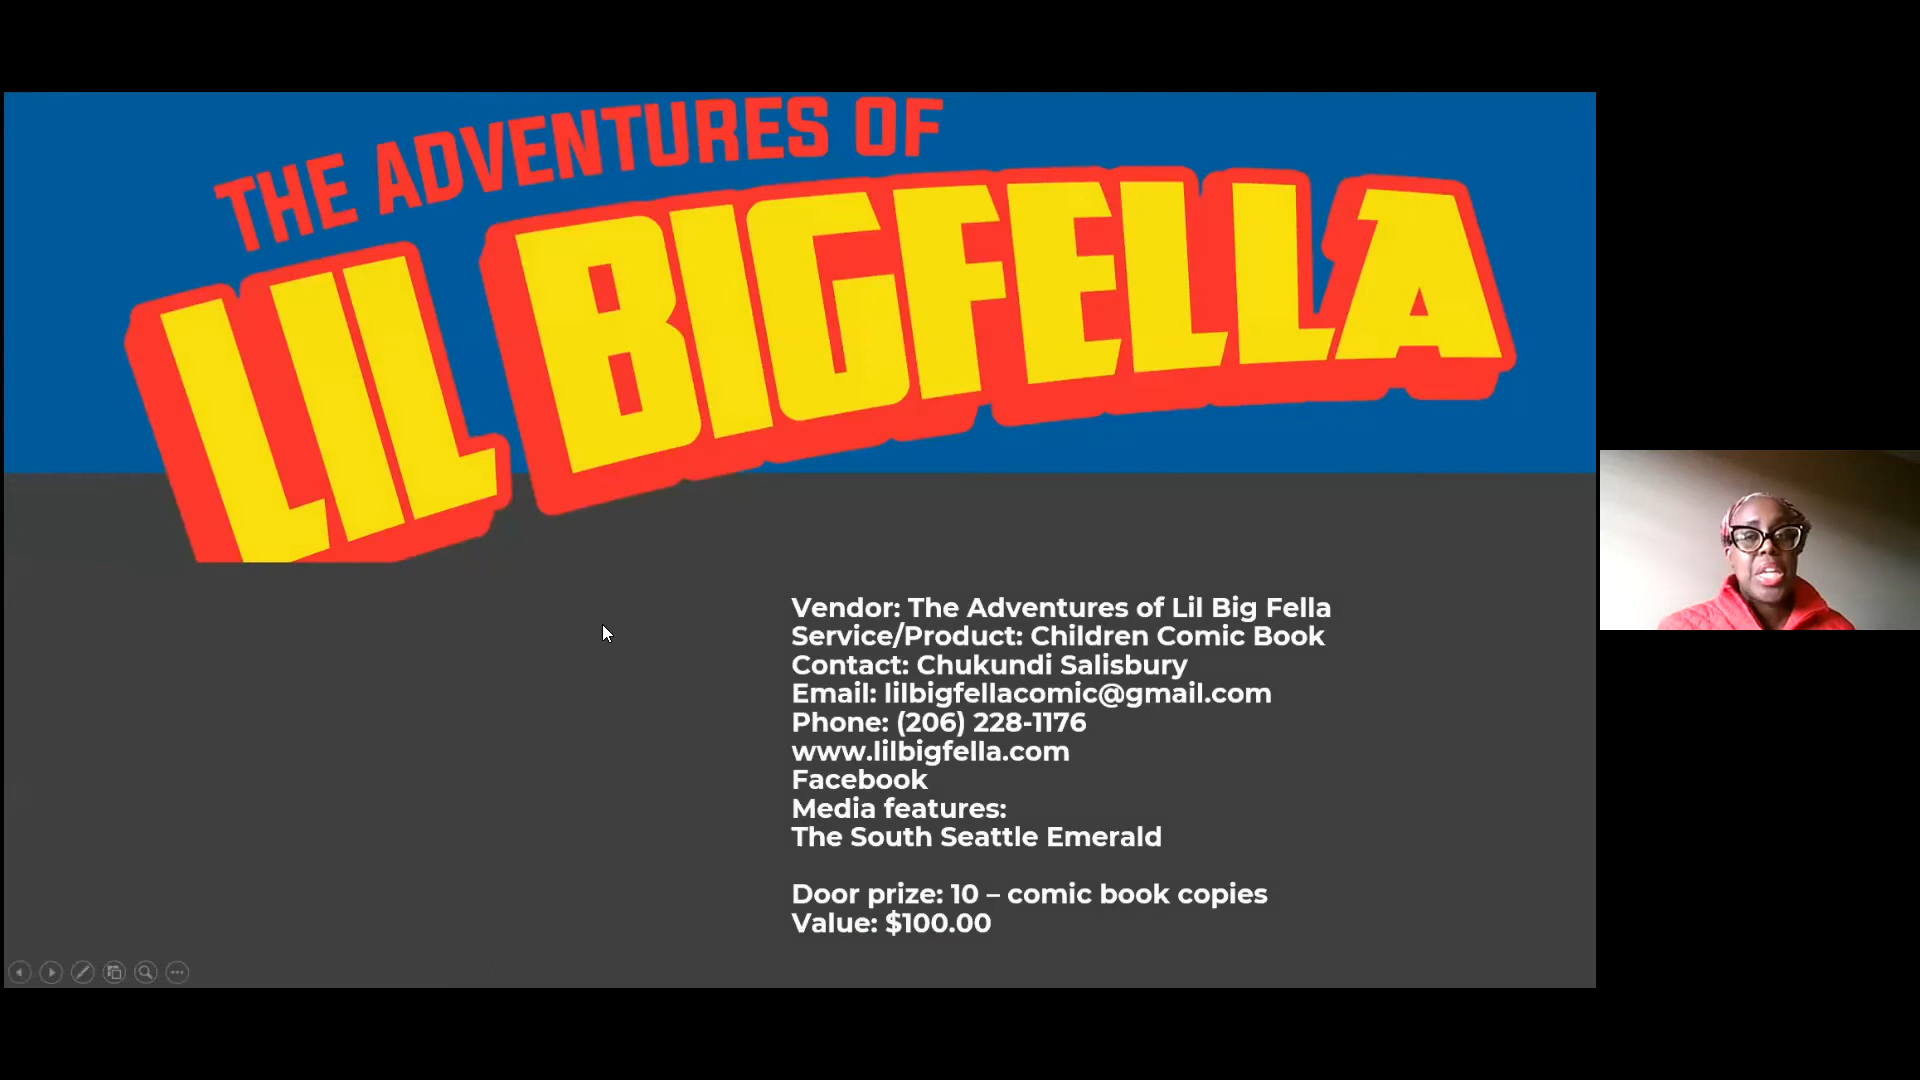 THE ADVENTURES OF
LIL BIGFELLA
Vendor: The Adventures of Lil Big Fella
Service/Product: Children Comic Book
Contact: Chukundi Salisbury
Email: lilbigfellacomic@gmail.com
Phone: (206) 228-1176
www.lilbigfella.com
Facebook
Media features:
The South Seattle Emerald
Door prize: 10 – comic book copies
Value: $100.00